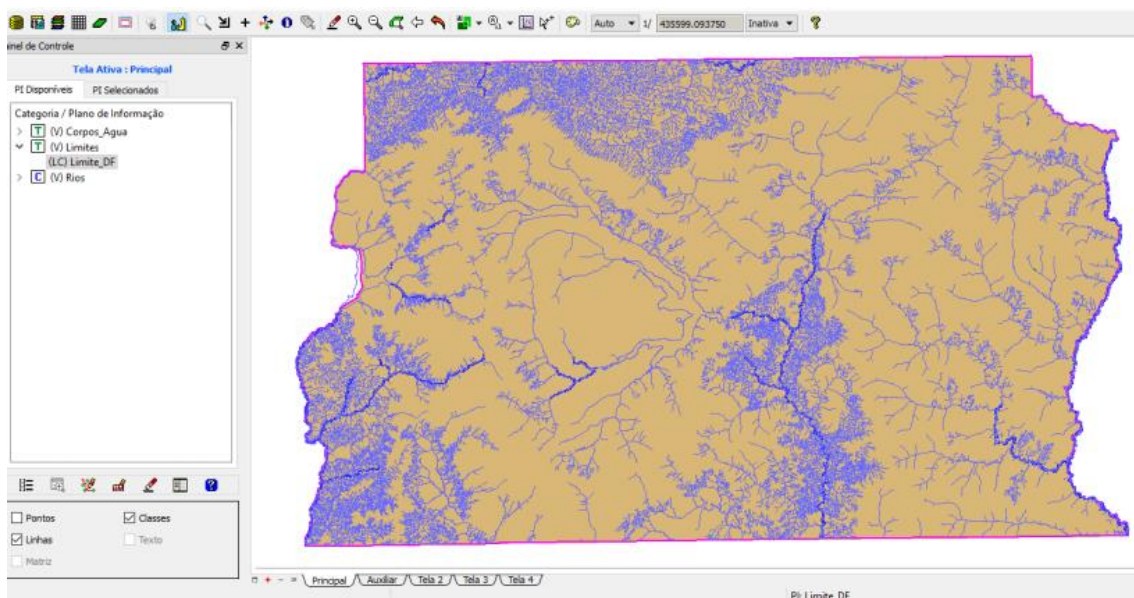 Auto 1/ 435599.093750 Inativa
inel de Controle
Tela Ativa : Principal
PI Disponíveis PI Selecionados
Categoria / Plano de Informação
(V) Corpos_Agua
(V) Limites
(LC) Limite_DF
(V) Rios
Pontos Classes
Linhas Texto
Matriz
Principal Auxiliar Tela 2 Tela 3 Tela 4
PI: Limite_DF